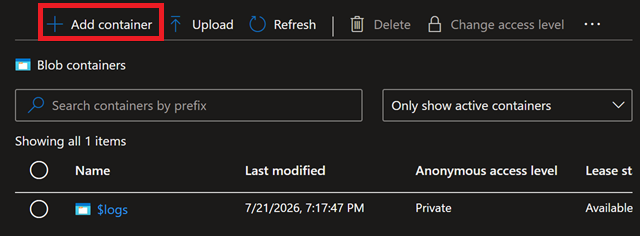 Add container Upload Refresh Delete Change access level ...
Blob containers
Search containers by prefix Only show active containers
Showing all 1 items
Name Last modified Anonymous access level Lease st
$logs 7/21/2026, 7:17:47 PM Private Available